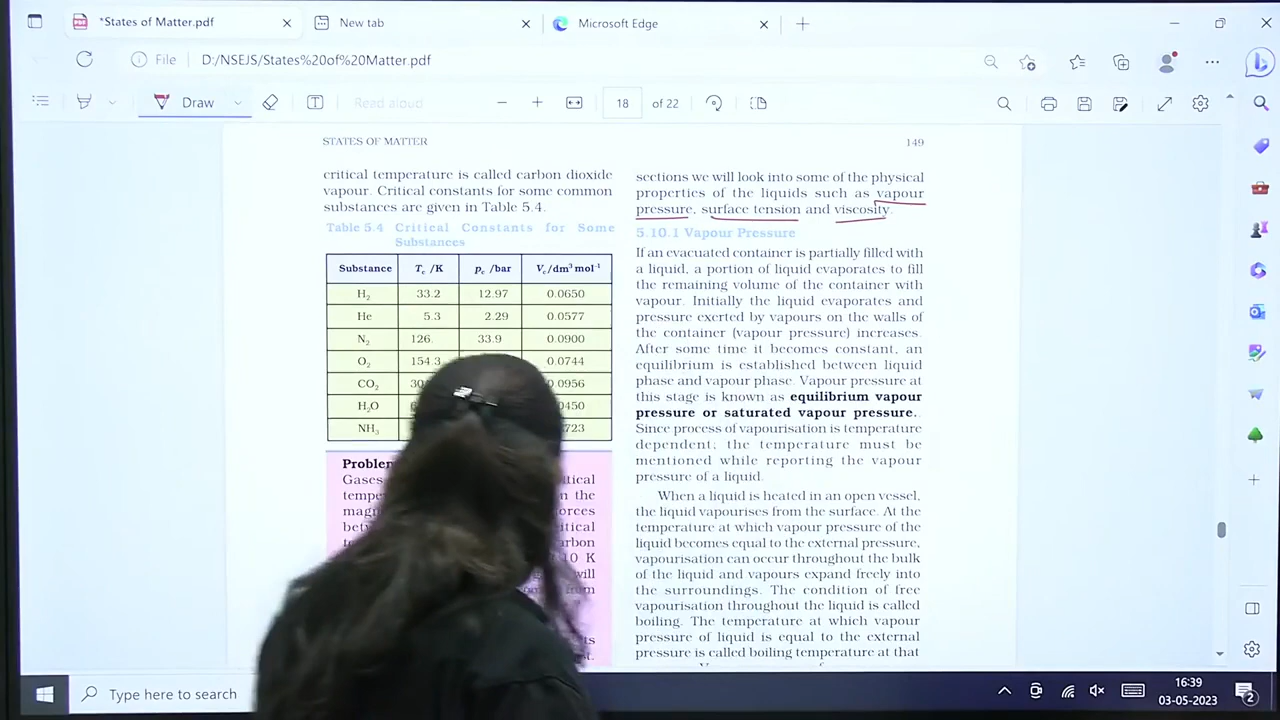 *States of Matter.pdf
New tab
Microsoft Edge
File
D:/NSEJS/States%20of%20Matter.pdf
Draw
Read aloud
18 of 22
STATES OF MATTER
149
critical temperature is called carbon dioxide
vapour. Critical constants for some common
substances are given in Table 5.4.
Table 5.4 Critical Constants for Some
Substances
Substance Tc /K pc /bar Vc/dm³ mol⁻¹
H₂ 33.2 12.97 0.0650
He 5.3 2.29 0.0577
N₂ 126. 33.9 0.0900
O₂ 154.3 0.0744
CO₂ 0.0956
H₂O
NH₃
Gases
sections we will look into some of the physical
properties of the liquids such as vapour
pressure, surface tension and viscosity.
5.10.1 Vapour Pressure
If an evacuated container is partially filled with
a liquid, a portion of liquid evaporates to fill
the remaining volume of the container with
vapour. Initially the liquid evaporates and
pressure exerted by vapours on the walls of
the container (vapour pressure) increases.
After some time it becomes constant, an
equilibrium is established between liquid
phase and vapour phase. Vapour pressure at
this stage is known as equilibrium vapour
pressure or saturated vapour pressure..
Since process of vapourisation is temperature
dependent; the temperature must be
mentioned while reporting the vapour
pressure of a liquid.
When a liquid is heated in an open vessel,
the liquid vapourises from the surface. At the
temperature at which vapour pressure of the
liquid becomes equal to the external pressure,
vapourisation can occur throughout the bulk
of the liquid and vapours expand freely into
the surroundings. The condition of free
vapourisation throughout the liquid is called
boiling. The temperature at which vapour
pressure of liquid is equal to the external
pressure is called boiling temperature at that
Type here to search
16:39
03-05-2023
2